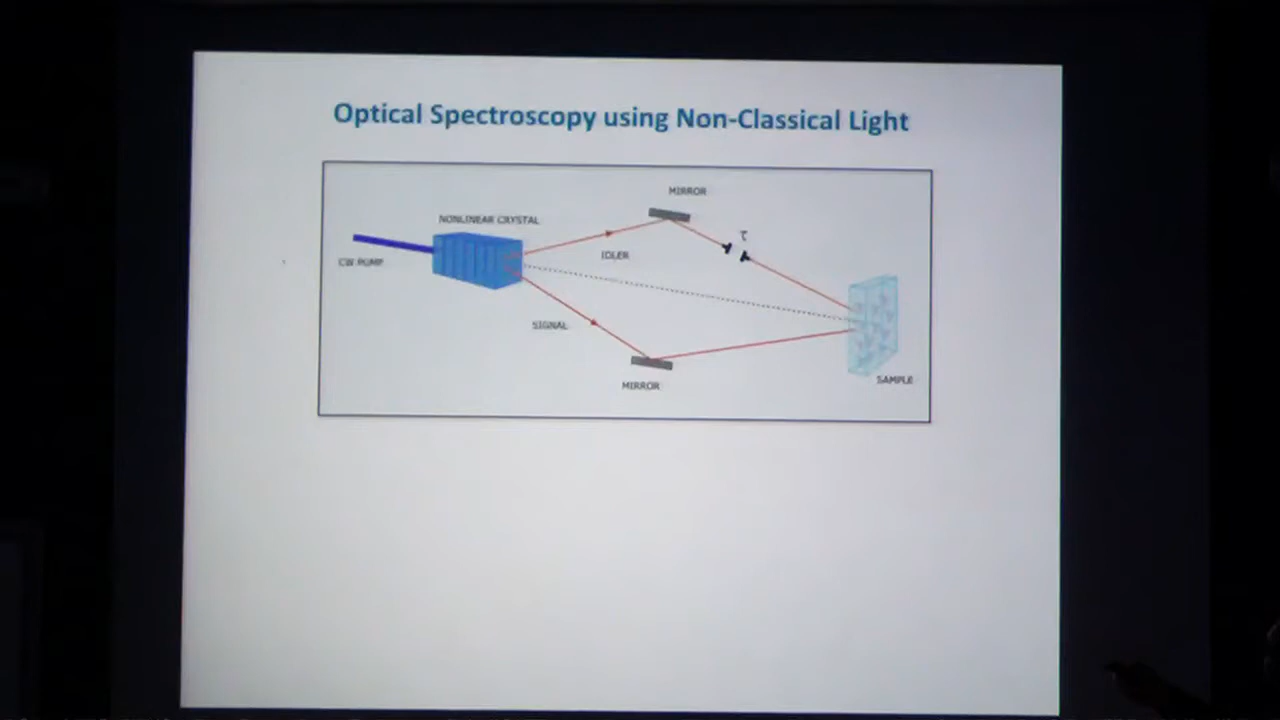 Optical Spectroscopy using Non-Classical Light
MIRROR
NONLINEAR CRYSTAL
τ
IDLER
CW PUMP
SIGNAL
SAMPLE
MIRROR